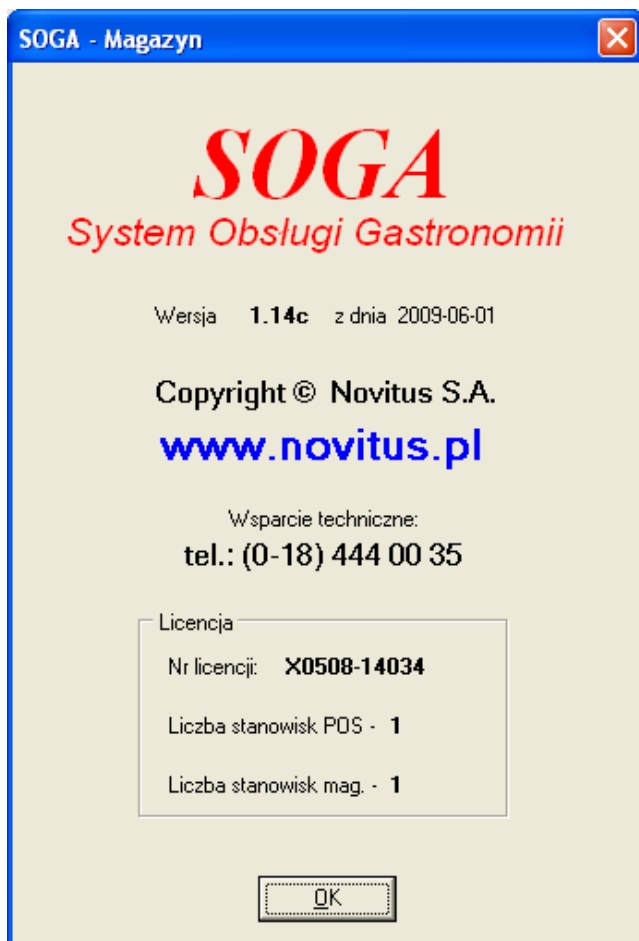 SOGA - Magazyn
SOGA
System Obsługi Gastronomii
Wersja 1.14c z dnia 2009-06-01
Copyright © Novitus S.A.
www.novitus.pl
Wsparcie techniczne:
tel.: (0-18) 444 00 35
Licencja
Nr licencji: X0508-14034
Liczba stanowisk POS - 1
Liczba stanowisk mag. - 1
OK